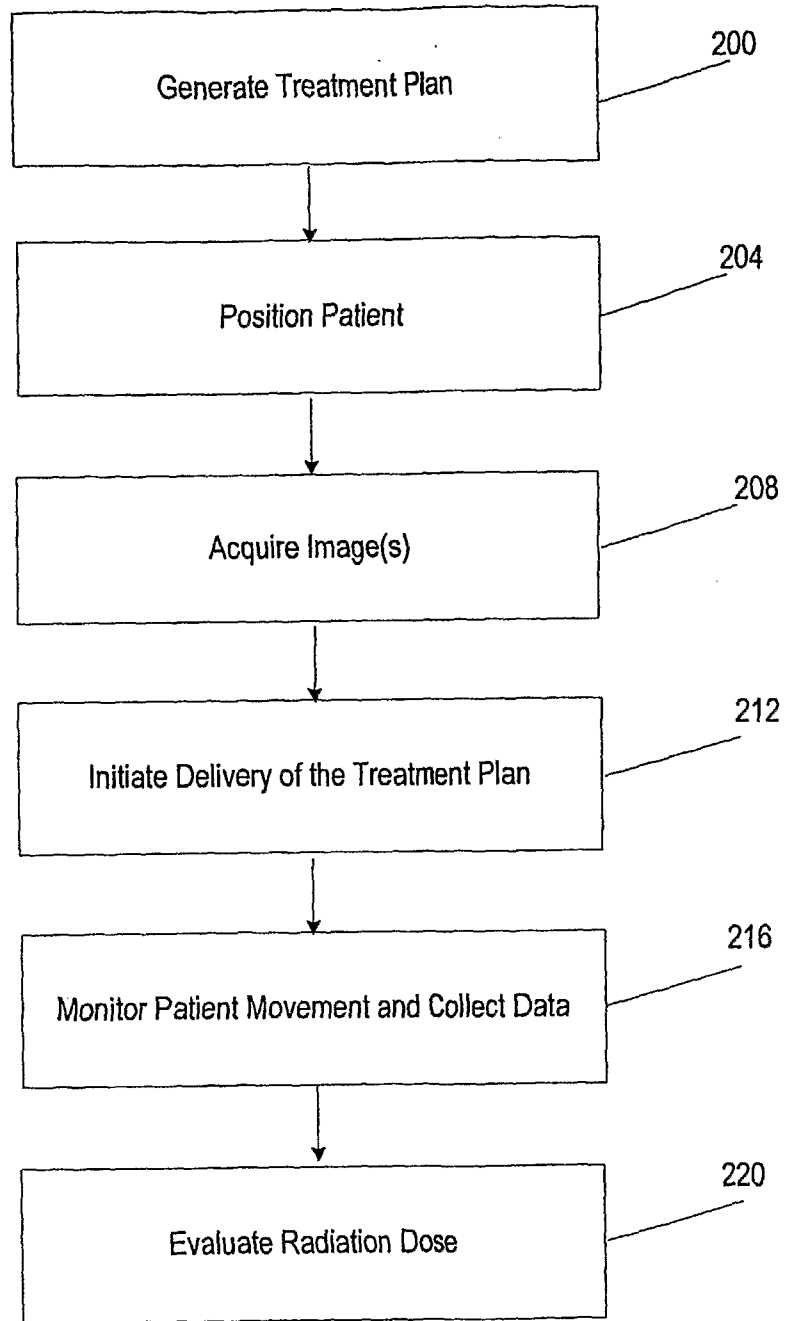 Generate Treatment Plan
200
Position Patient
204
Acquire Image(s)
208
Initiate Delivery of the Treatment Plan
212
Monitor Patient Movement and Collect Data
216
Evaluate Radiation Dose
220